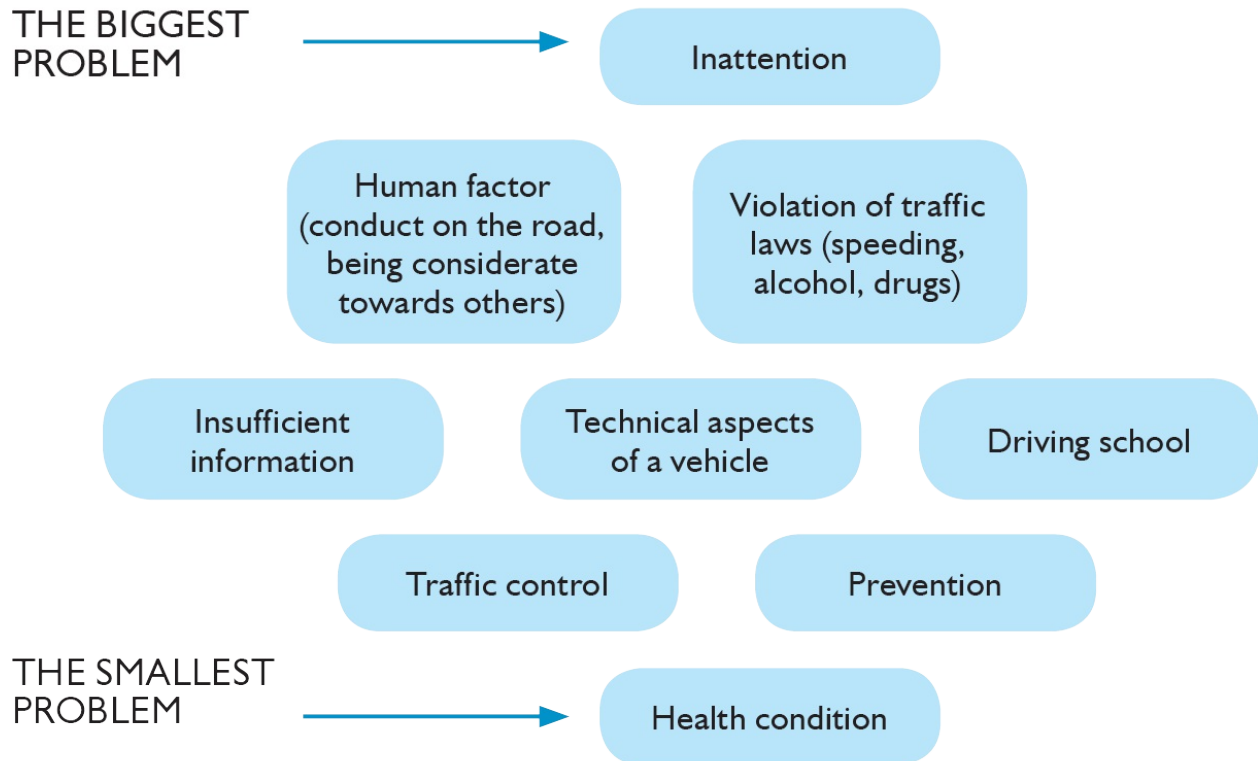 THE BIGGEST
PROBLEM
Inattention
Human factor
(conduct on the road,
being considerate
towards others)
Violation of traffic
laws (speeding,
alcohol, drugs)
Insufficient
information
Technical aspects
of a vehicle
Driving school
Traffic control
Prevention
THE SMALLEST
PROBLEM
Health condition